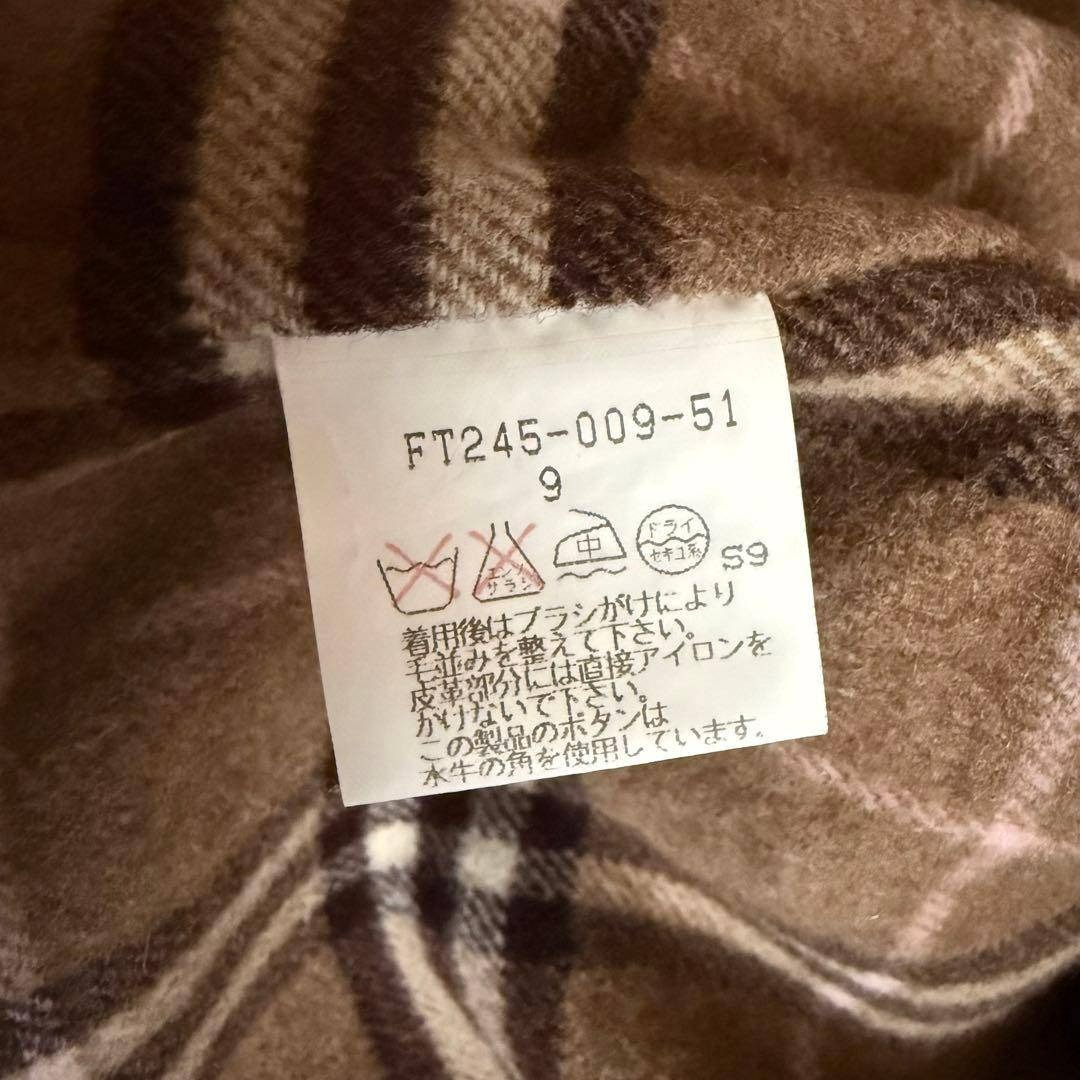 FT245-009-51
9
エンソ サラシ 中 ドライ セキユ系 S9
着用後はブラシがけにより
毛並みを整えて下さい。
皮革部分には直接アイロンを
かけないで下さい。
この製品のボタンは
水牛の角を使用しています.